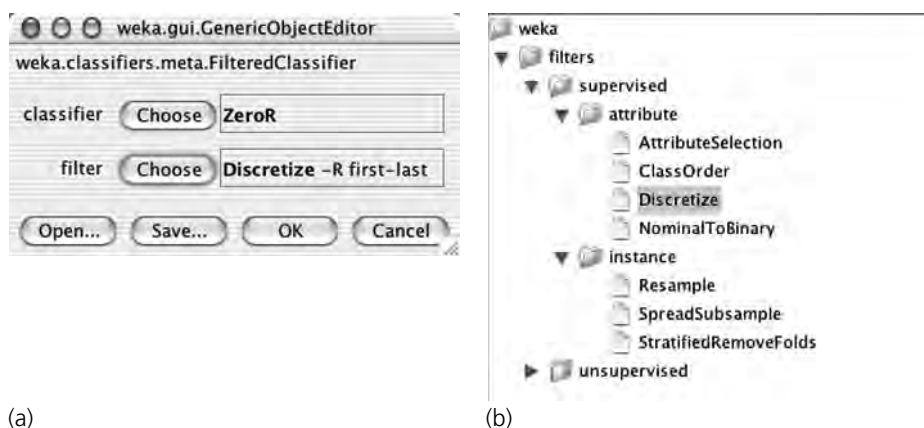 weka.gui.GenericObjectEditor
weka.classifiers.meta.FilteredClassifier
classifier Choose ZeroR
filter Choose Discretize -R first-last
Open... Save... OK Cancel
(a)
weka
filters
supervised
attribute
AttributeSelection
ClassOrder
Discretize
NominalToBinary
instance
Resample
SpreadSubsample
StratifiedRemoveFolds
unsupervised
(b)